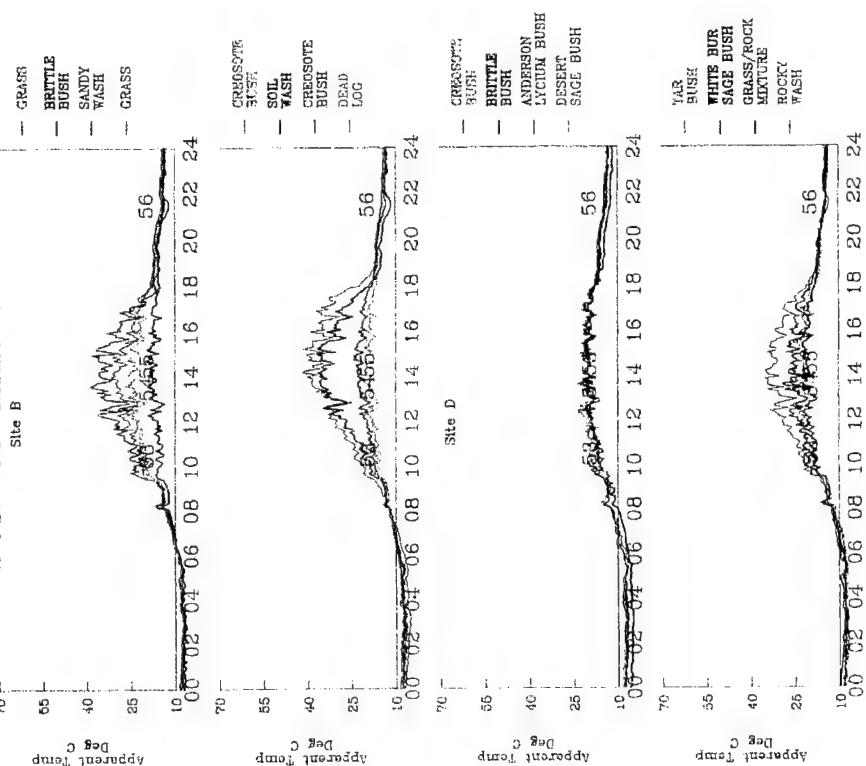 Site B
GRASS
BRITTLE
BUSH
SANDY
WASH
GRASS
Apparent Temp
Deg C
70
55
40
25
10
56
00 02 04 06 08 10 12 14 16 18 20 22 24
CREOSOTE
BUSH
SOIL
WASH
CREOSOTE
BUSH
DEAD
LOG
Apparent Temp
Deg C
70
55
40
25
10
56
00 02 04 06 08 10 12 14 16 18 20 22 24
Site D
CREOSOTE
BUSH
BRITTLE
BUSH
ANDERSON
LYCIUM BUSH
DESERT
SAGE BUSH
Apparent Temp
Deg C
70
55
40
25
10
56
00 02 04 06 08 10 12 14 16 18 20 22 24
TAR
BUSH
WHITE BUR
SAGE BUSH
GRASS/ROCK
MIXTURE
ROCKY
WASH
Apparent Temp
Deg C
70
55
40
25
10
56
00 02 04 06 08 10 12 14 16 18 20 22 24